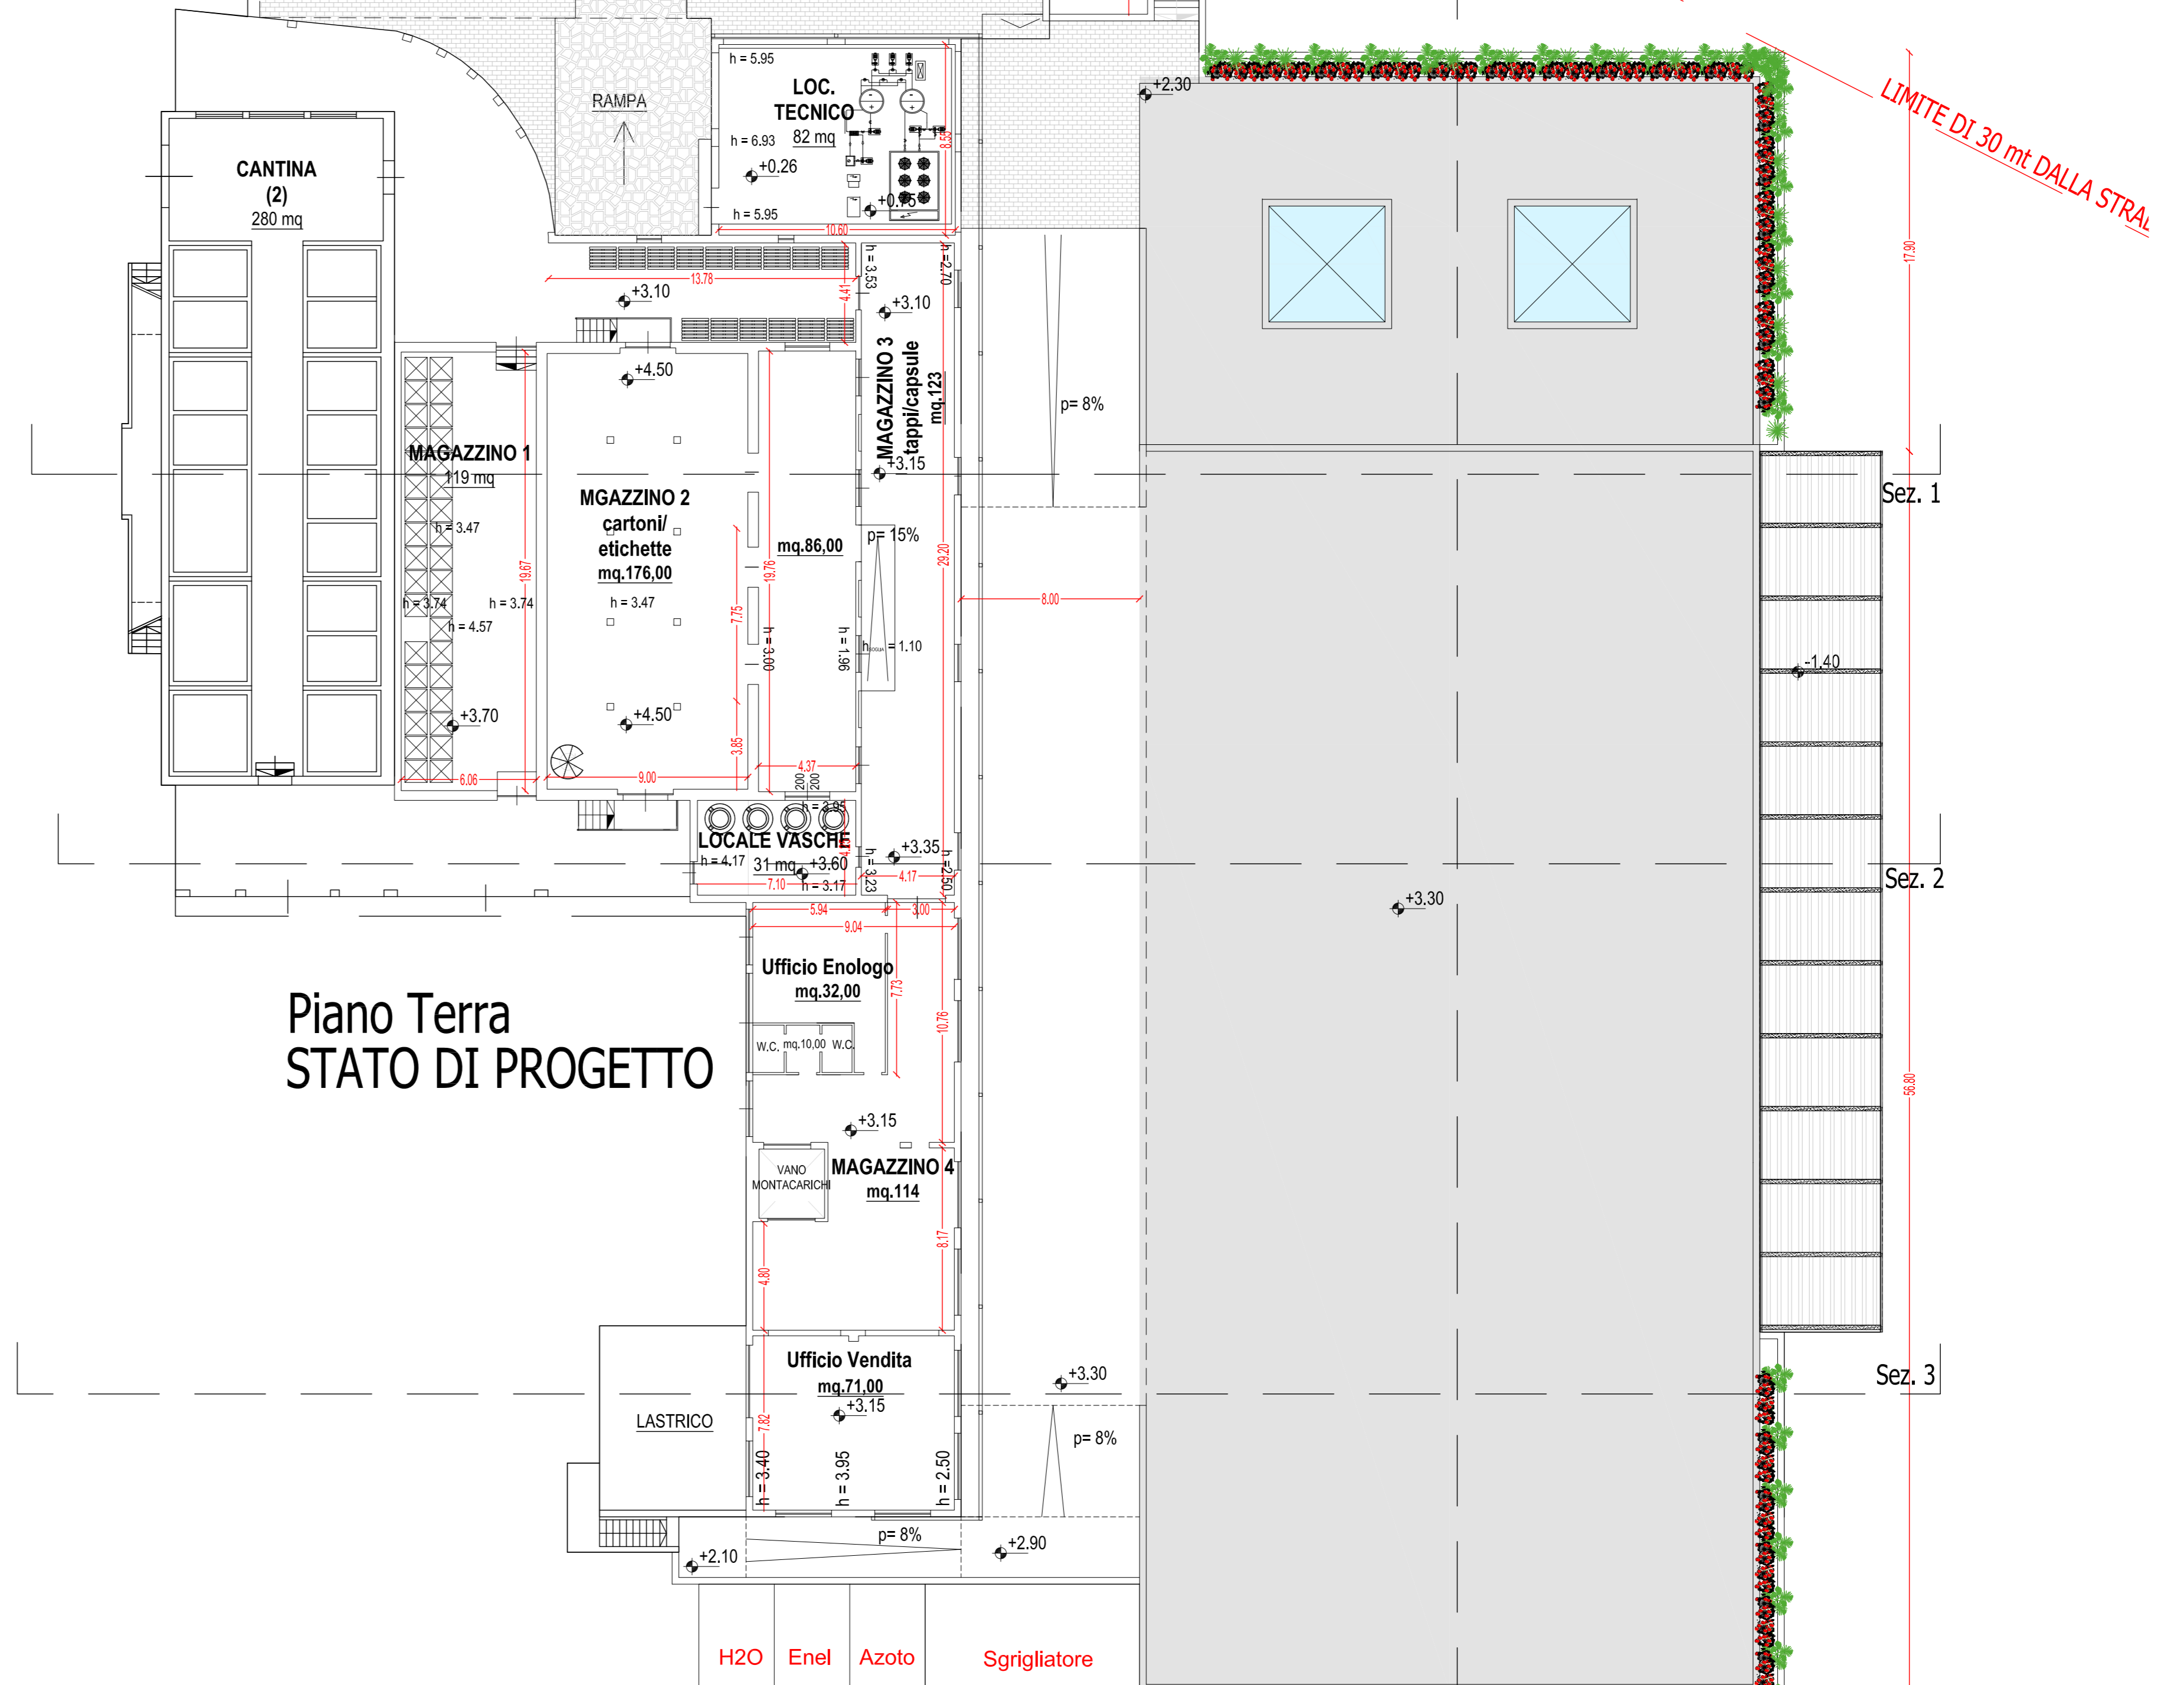 LIMITE DI 30 mt DALLA STRA
RAMPA
h = 5.95
LOC.
TECNICO
82 mq
h = 6.93
+0.26
+0.75
h = 5.95
8.55
10.60
+2.30
17.90
CANTINA
(2)
280 mq
13.78
+3.10
4.41
h = 3.53
h = 2.70
+3.10
MAGAZZINO 3
tappi/capsule
mq.123
+3.15
p= 8%
+4.50
MAGAZZINO 1
119 mq
h = 3.47
h = 3.74
h = 3.74
h = 4.57
+3.70
19.67
6.06
MGAZZINO 2
cartoni/
etichette
mq.176,00
h = 3.47
+4.50
9.00
7.75
3.85
mq.86,00
19.76
h = 3.00
h = 1.96
4.37
200
200
p= 15%
h SOGLIA = 1.10
29.20
8.00
Sez. 1
-1.40
h = 3.95
LOCALE VASCHE
h = 4.17
31 mq
+3.60
7.10
h = 3.17
h = 3.23
+3.35
4.17
h = 2.50
Sez. 2
+3.30
5.94
3.00
9.04
Ufficio Enologo
mq.32,00
7.73
10.76
W.C.
mq.10,00
W.C.
Piano Terra
STATO DI PROGETTO
56.80
+3.15
VANO
MONTACARICHI
MAGAZZINO 4
mq.114
8.17
4.80
Ufficio Vendita
mq.71,00
+3.15
7.82
h = 3.40
h = 3.95
h = 2.50
LASTRICO
+3.30
Sez. 3
p= 8%
p= 8%
+2.10
+2.90
H2O
Enel
Azoto
Sgrigliatore